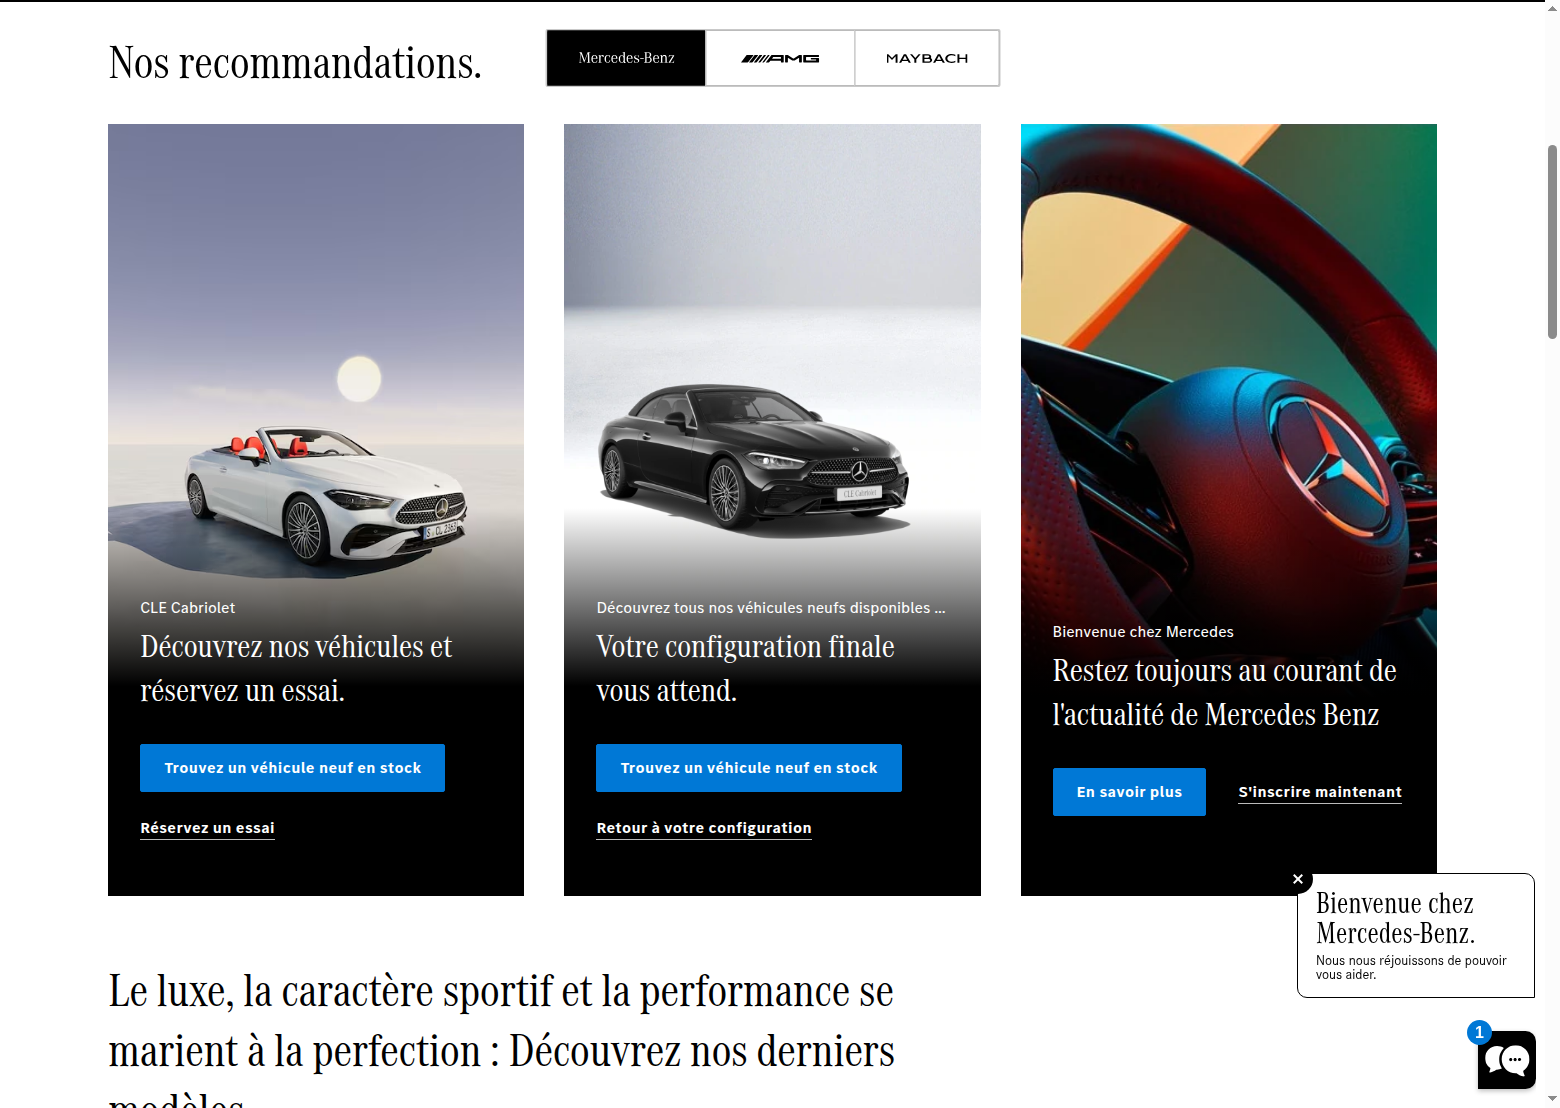 Nos recommandations.
Mercedes-Benz
AMG
MAYBACH
CLE Cabriolet
Découvrez nos véhicules et
réservez un essai.
Trouvez un véhicule neuf en stock
Réservez un essai
CLE Cabriolet
Découvrez tous nos véhicules neufs disponibles ...
Votre configuration finale
vous attend.
Trouvez un véhicule neuf en stock
Retour à votre configuration
Bienvenue chez Mercedes
Restez toujours au courant de
l'actualité de Mercedes Benz
En savoir plus
S'inscrire maintenant
Bienvenue chez
Mercedes-Benz.
Nous nous réjouissons de pouvoir
vous aider.
1
Le luxe, la caractère sportif et la performance se
marient à la perfection : Découvrez nos derniers
modèles